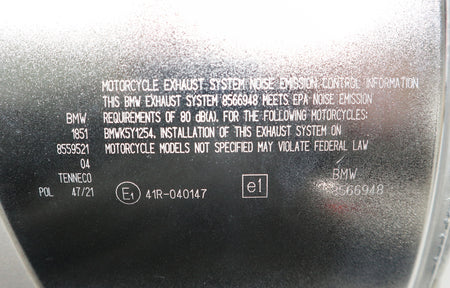 MOTORCYCLE EXHAUST SYSTEM NOISE EMISSION CONTROL INFORMATION
THIS BMW EXHAUST SYSTEM 8566948 MEETS EPA NOISE EMISSION
REQUIREMENTS OF 80 dB(A). FOR THE FOLLOWING MOTORCYCLES:
BMWK5Y1254. INSTALLATION OF THIS EXHAUST SYSTEM ON
MOTORCYCLE MODELS NOT SPECIFIED MAY VIOLATE FEDERAL LAW
BMW
1851
8559521
04
TENNECO
POL 47/21
E1 41R-040147
e1
BMW
8566948